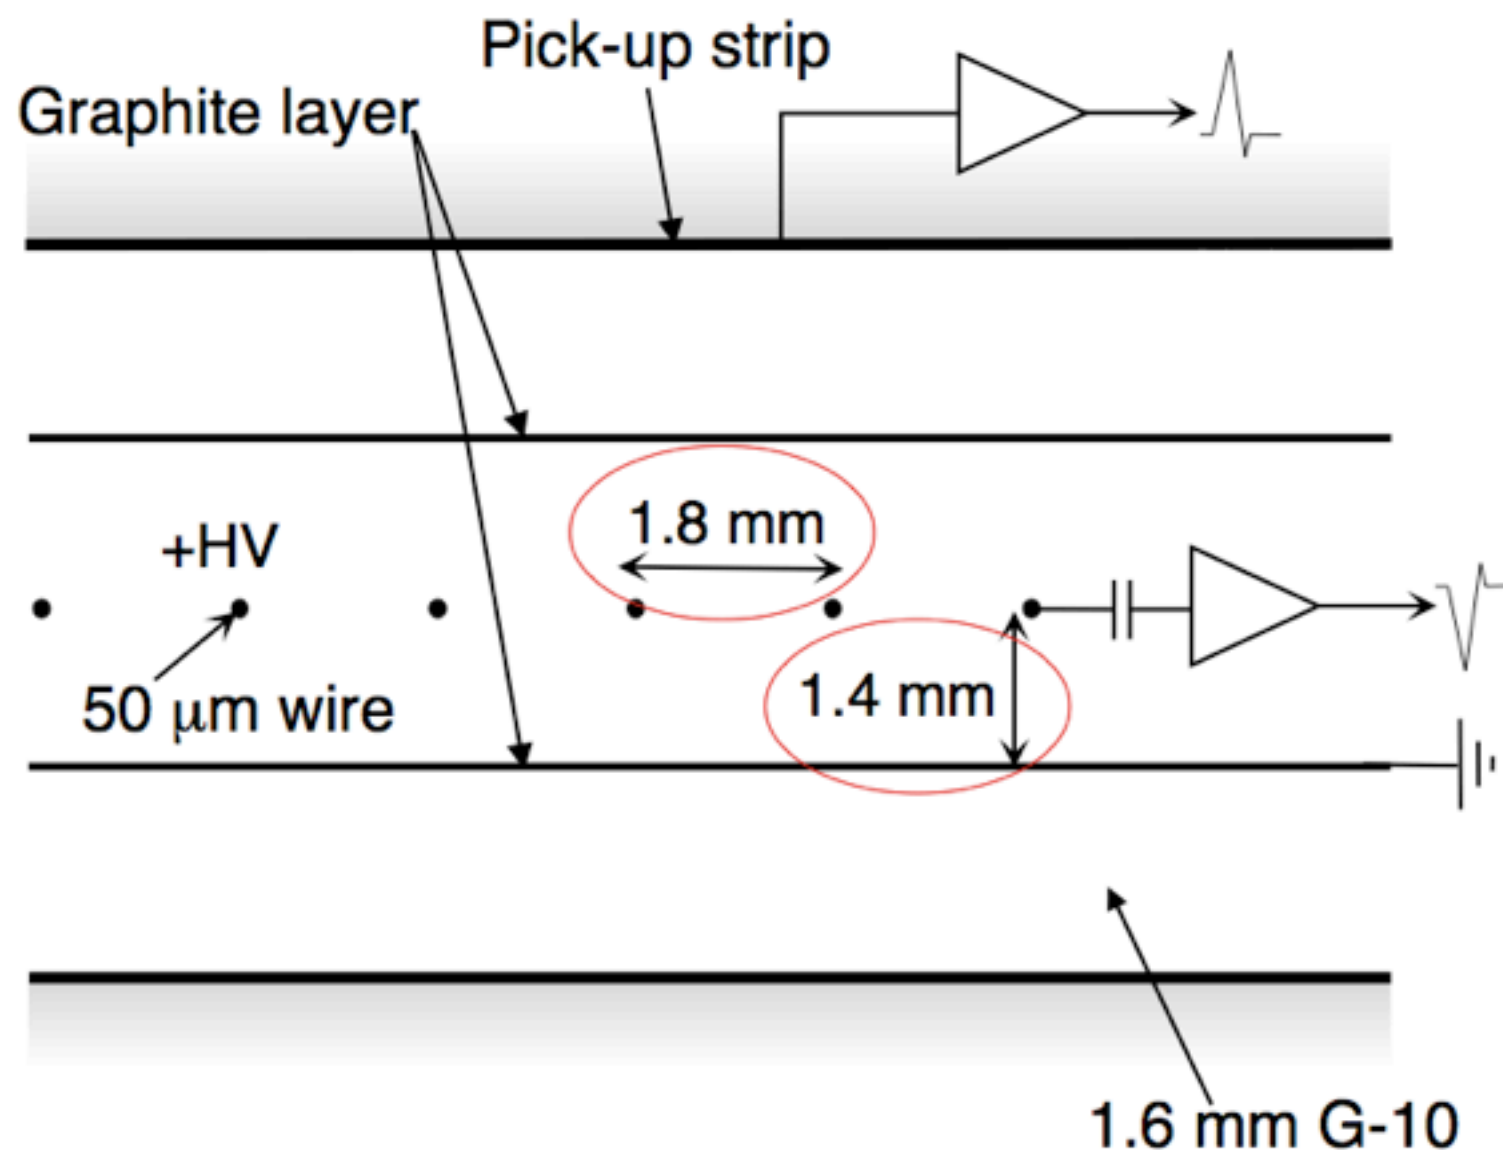 Pick-up strip
Graphite layer
1.8 mm
+HV
1.4 mm
50 μm wire
1.6 mm G-10